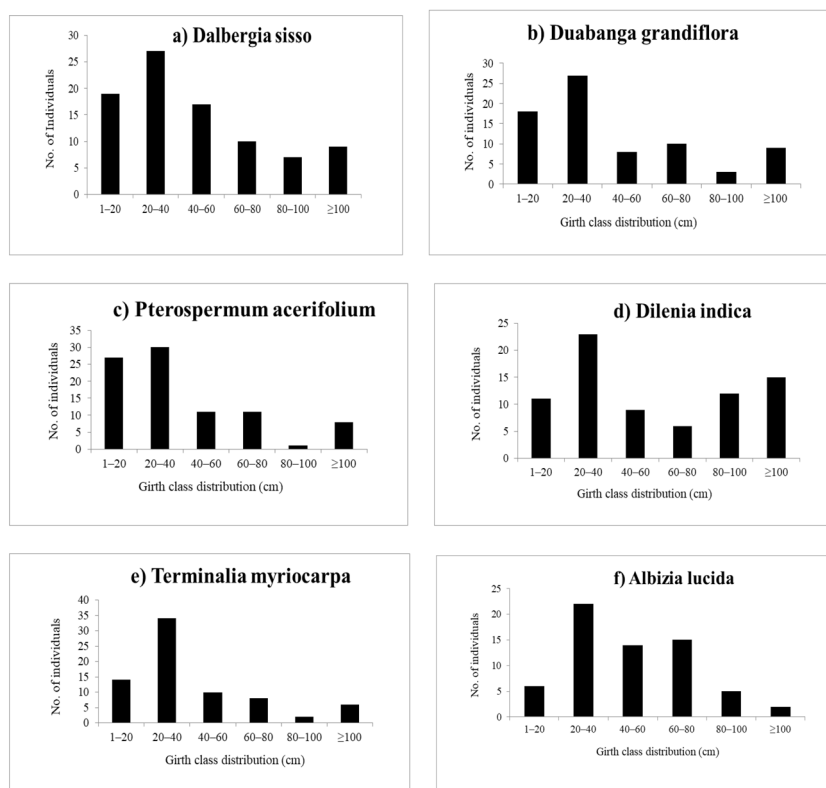 a) Dalbergia sisso
No. of Individuals
30
25
20
15
10
5
0
1–20 20–40 40–60 60–80 80–100 ≥100
b) Duabanga grandiflora
No. of individuals
30
25
20
15
10
5
0
1–20 20–40 40–60 60–80 80–100 ≥100
Girth class distribution (cm)
c) Pterospermum acerifolium
No. of individuals
35
30
25
20
15
10
5
0
1–20 20–40 40–60 60–80 80–100 ≥100
Girth class distribution (cm)
d) Dilenia indica
No. of individuals
25
20
15
10
5
0
1–20 20–40 40–60 60–80 80–100 ≥100
Girth class distribution (cm)
e) Terminalia myriocarpa
No. of individuals
40
35
30
25
20
15
10
5
0
1–20 20–40 40–60 60–80 80–100 ≥100
Girth class distribution (cm)
f) Albizia lucida
No. of individuals
25
20
15
10
5
0
1–20 20–40 40–60 60–80 80–100 ≥100
Girth class distribution (cm)